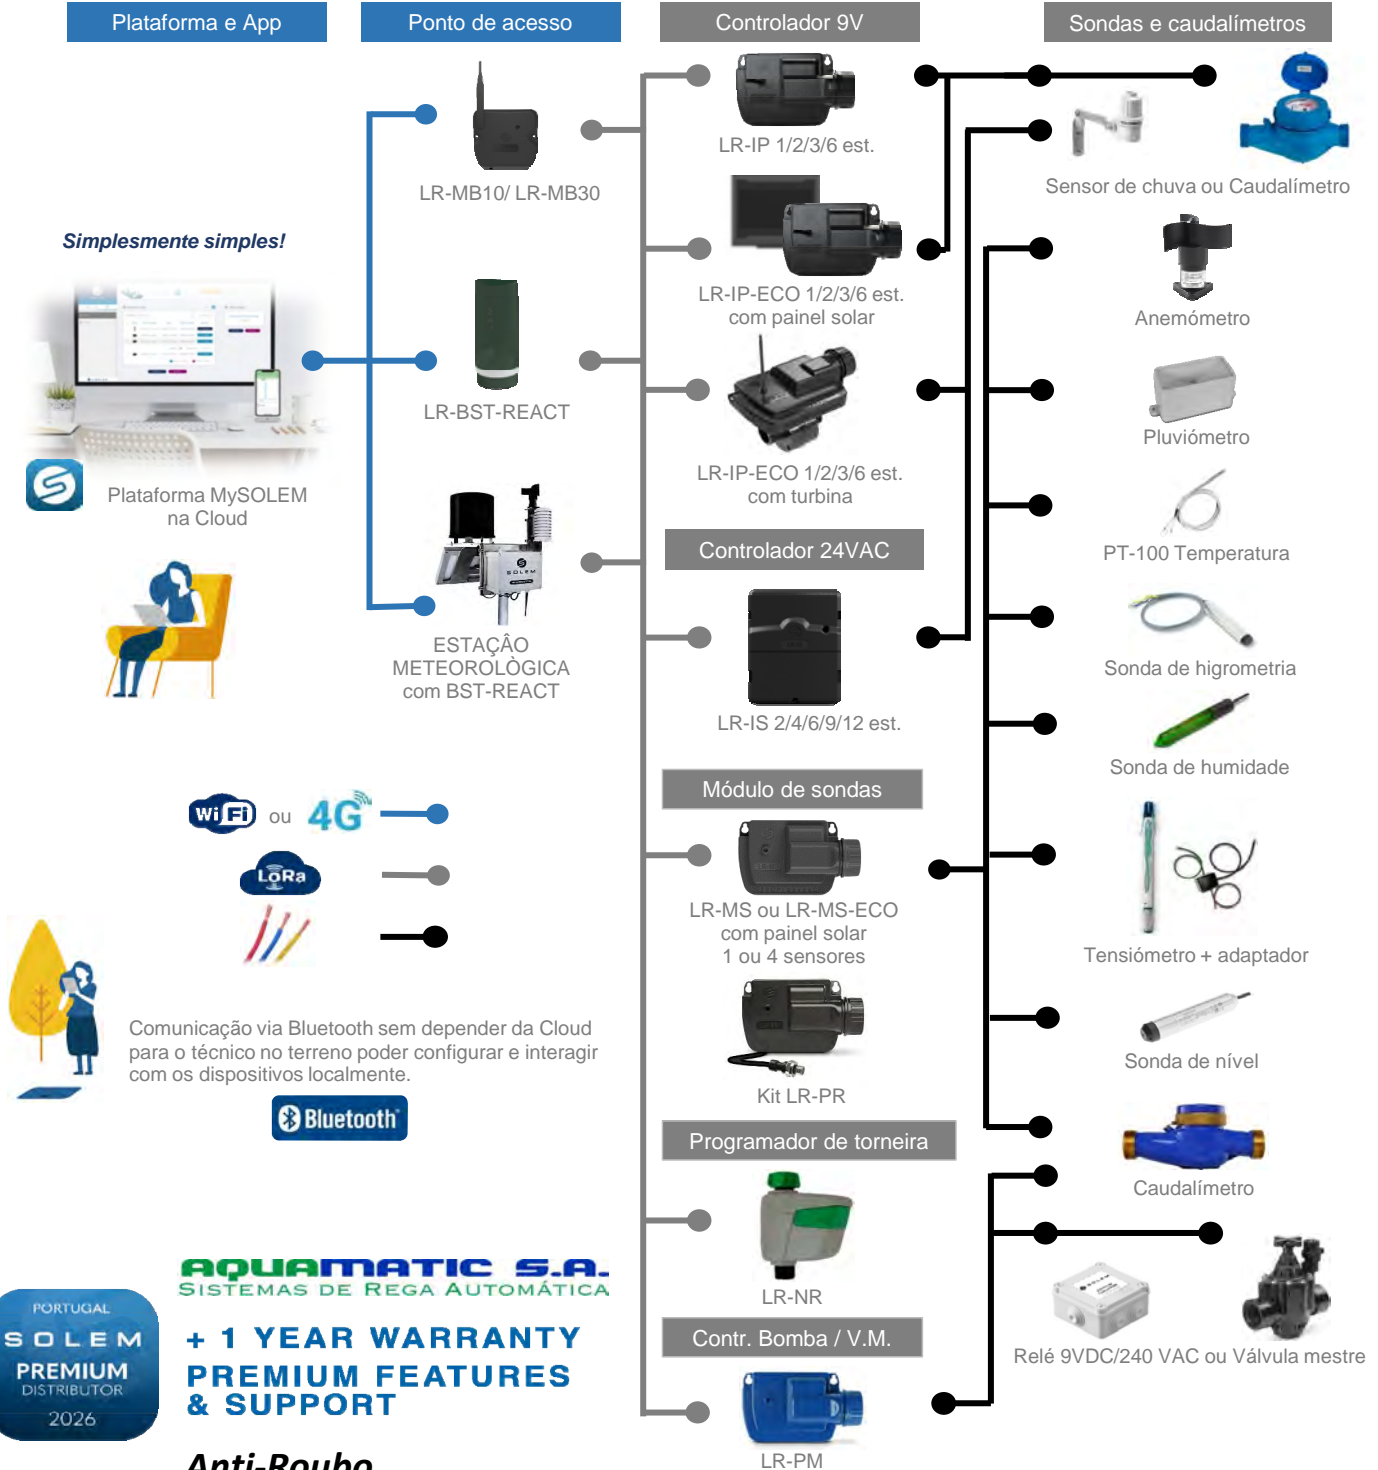 Plataforma e App
Ponto de acesso
Controlador 9V
Sondas e caudalímetros
LR-MB10/ LR-MB30
LR-IP 1/2/3/6 est.
Sensor de chuva ou Caudalímetro
Simplesmente simples!
LR-IP-ECO 1/2/3/6 est.
com painel solar
Anemómetro
LR-BST-REACT
Pluviómetro
LR-IP-ECO 1/2/3/6 est.
com turbina
Plataforma MySOLEM
na Cloud
SOLEM
PT-100 Temperatura
Controlador 24VAC
ESTAÇÂO
METEOROLÒGICA
com BST-REACT
Sonda de higrometria
LR-IS 2/4/6/9/12 est.
Sonda de humidade
Módulo de sondas
WiFi ou 4G
LoRa
LR-MS ou LR-MS-ECO
com painel solar
1 ou 4 sensores
Tensiómetro + adaptador
Comunicação via Bluetooth sem depender da Cloud
para o técnico no terreno poder configurar e interagir
com os dispositivos localmente.
Bluetooth
Kit LR-PR
Sonda de nível
Programador de torneira
Caudalímetro
LR-NR
AQUAMATIC S.A.
SISTEMAS DE REGA AUTOMÁTICA
PORTUGAL
SOLEM
PREMIUM
DISTRIBUTOR
2026
+ 1 YEAR WARRANTY
PREMIUM FEATURES
& SUPPORT
Contr. Bomba / V.M.
Relé 9VDC/240 VAC ou Válvula mestre
Anti-Roubo
LR-PM